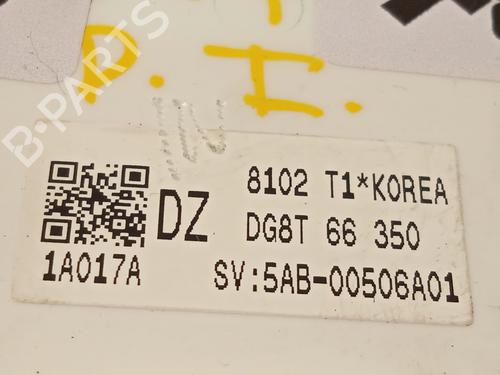 D. I.
B-PARTS
8102 T1*KOREA
DZ
DG8T 66 350
1A017A
SV:5AB-00506A01